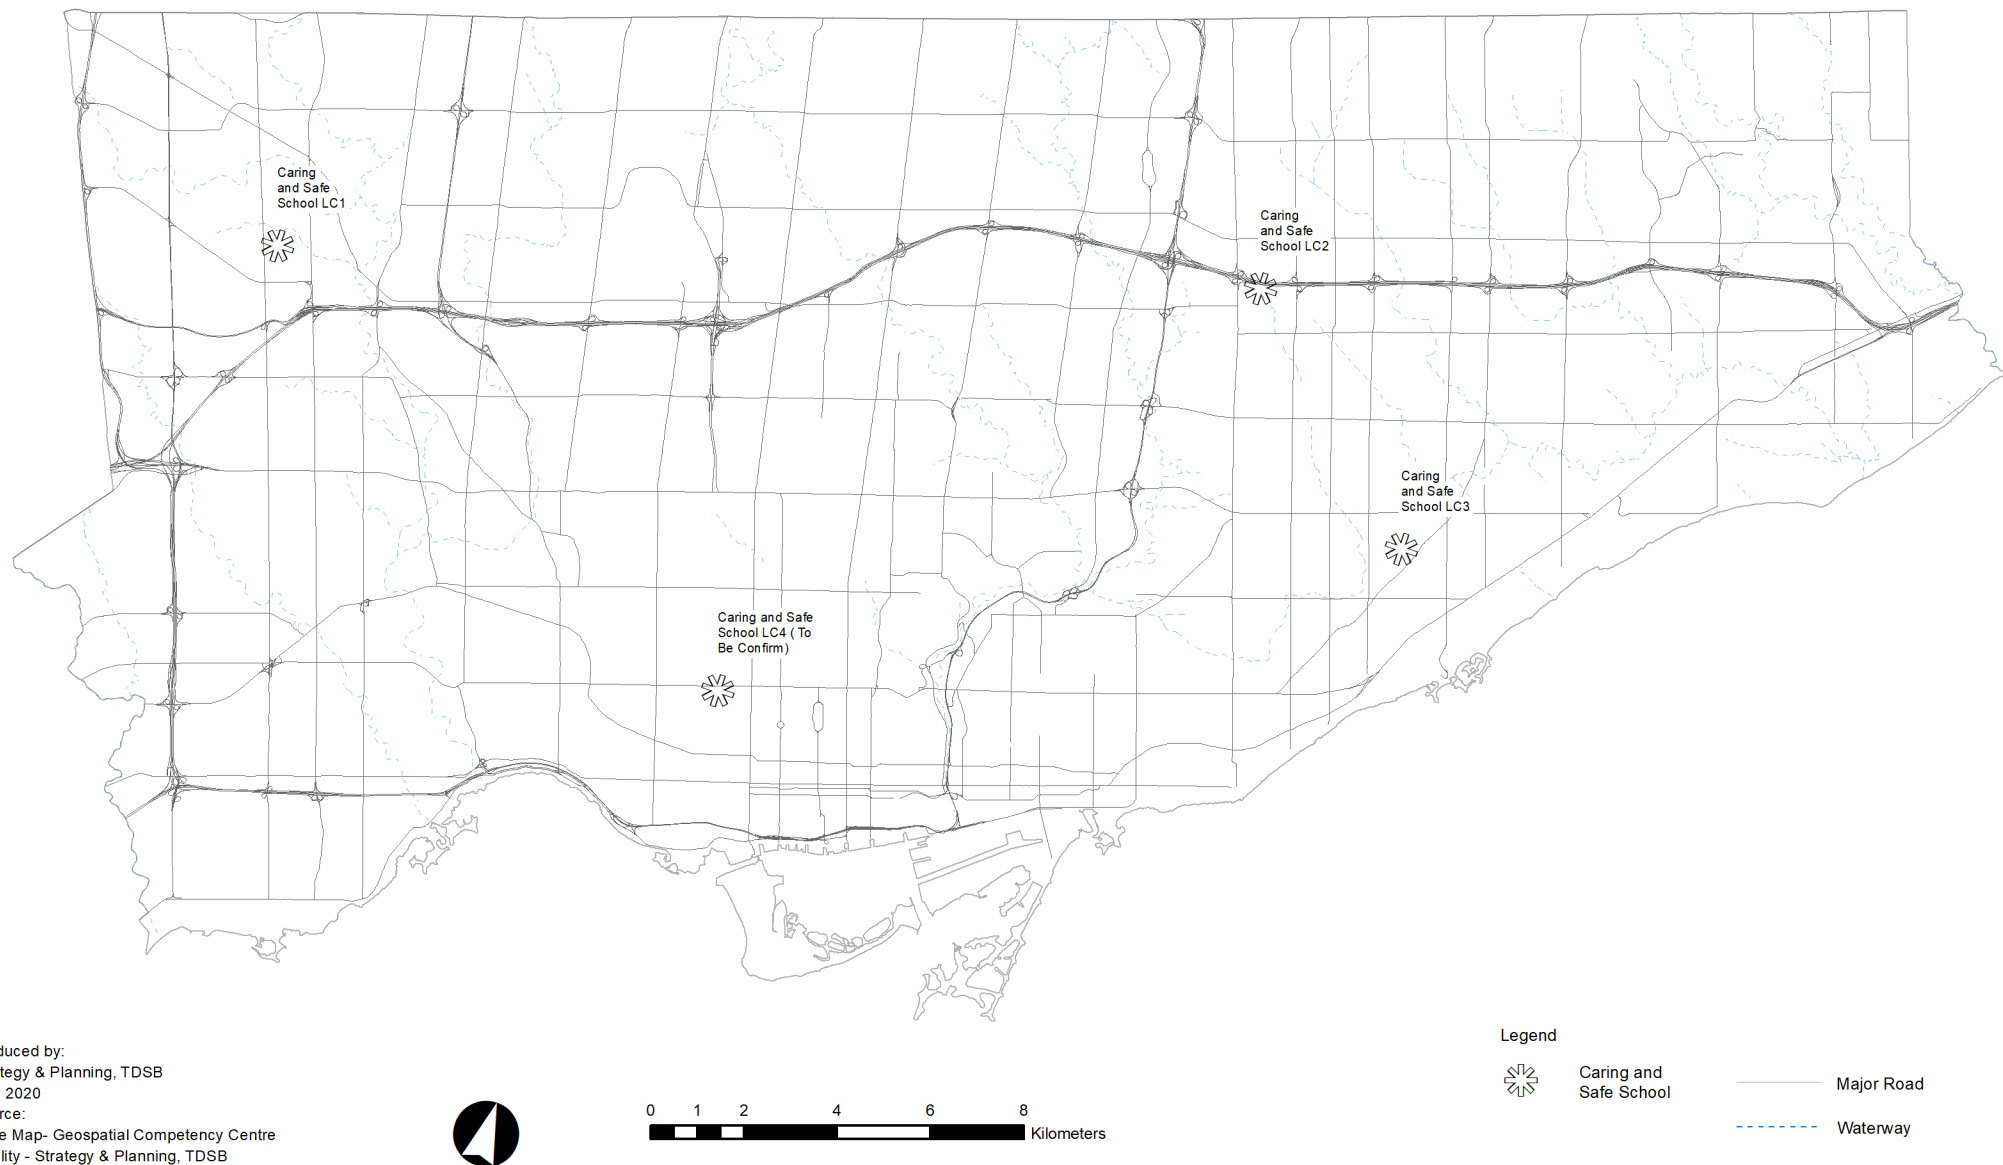 Caring
and Safe
School LC1
Caring
and Safe
School LC2
Caring
and Safe
School LC3
Caring and Safe
School LC4 ( To
Be Confirm)
duced by:
tegy & Planning, TDSB
2020
rce:
e Map- Geospatial Competency Centre
lity - Strategy & Planning, TDSB
0 1 2 4 6 8
Kilometers
Legend
Caring and
Safe School
Major Road
Waterway